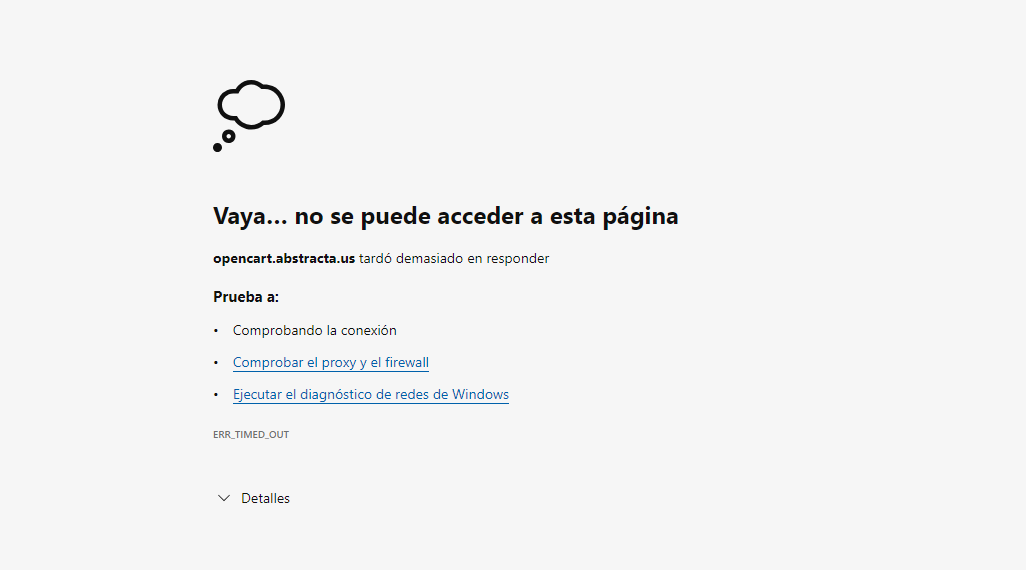 Vaya… no se puede acceder a esta página
opencart.abstracta.us tardó demasiado en responder
Prueba a:
• Comprobando la conexión
• Comprobar el proxy y el firewall
• Ejecutar el diagnóstico de redes de Windows
ERR_TIMED_OUT
Detalles